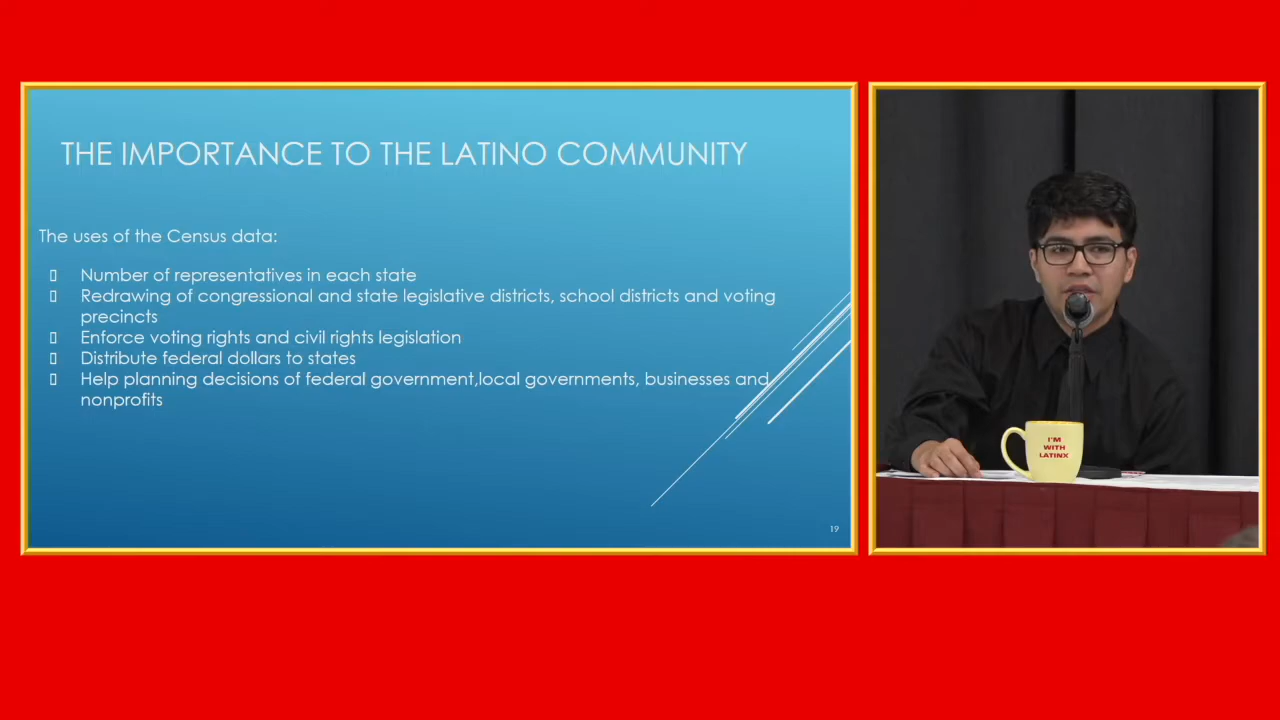 THE IMPORTANCE TO THE LATINO COMMUNITY
The uses of the Census data:
Number of representatives in each state
Redrawing of congressional and state legislative districts, school districts and voting
precincts
Enforce voting rights and civil rights legislation
Distribute federal dollars to states
Help planning decisions of federal government,local governments, businesses and
nonprofits
19
I'M
WITH
LATINX